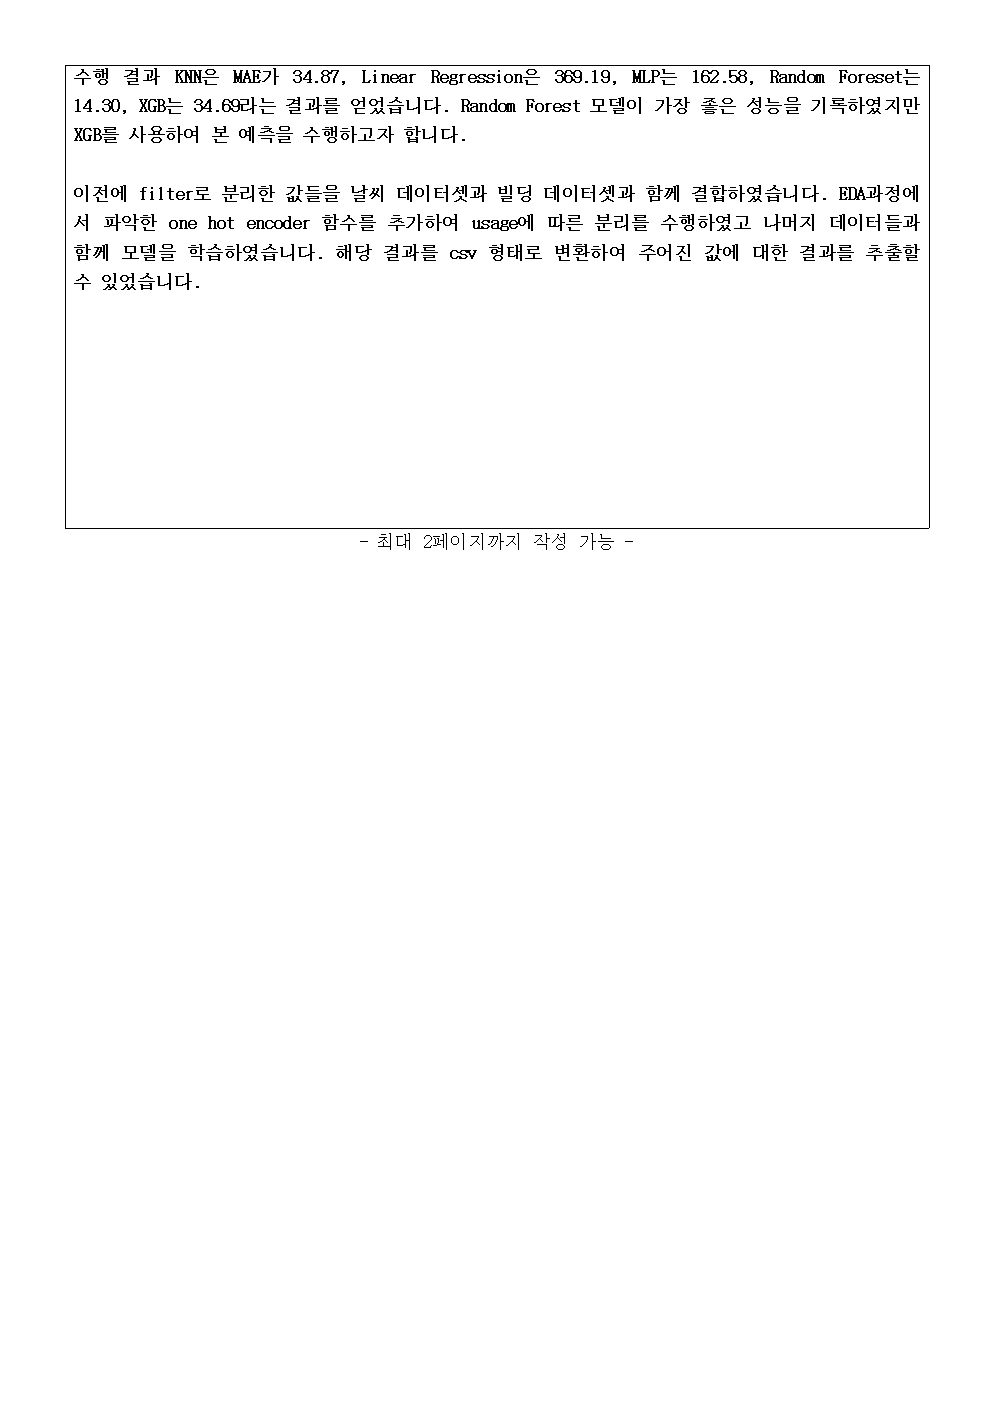 수행 결과 KNN은 MAE가 34.87, Linear Regression은 369.19, MLP는 162.58, Random Foreset는
14.30, XGB는 34.69라는 결과를 얻었습니다. Random Forest 모델이 가장 좋은 성능을 기록하였지만
XGB를 사용하여 본 예측을 수행하고자 합니다.
이전에 filter로 분리한 값들을 날씨 데이터셋과 빌딩 데이터셋과 함께 결합하였습니다. EDA과정에
서 파악한 one hot encoder 함수를 추가하여 usage에 따른 분리를 수행하였고 나머지 데이터들과
함께 모델을 학습하였습니다. 해당 결과를 csv 형태로 변환하여 주어진 값에 대한 결과를 추출할
수 있었습니다.
- 최대 2페이지까지 작성 가능 -